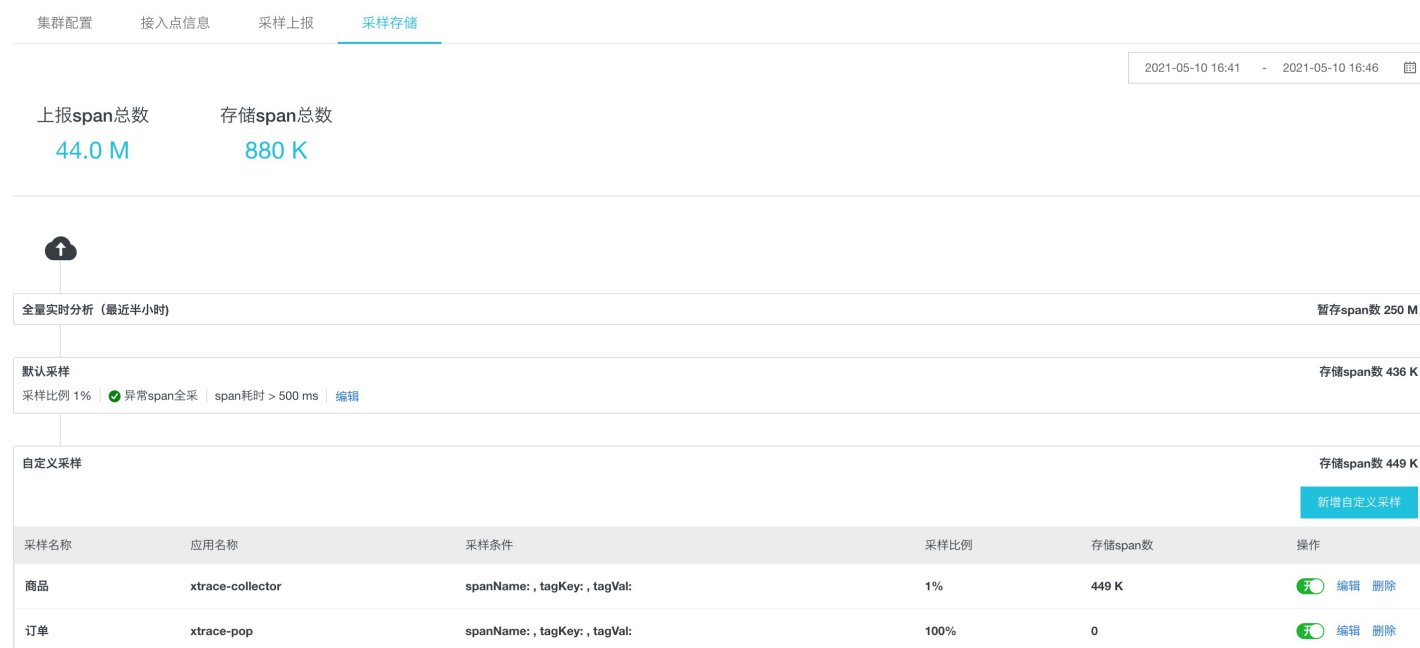 集群配置 接入点信息 采样上报 采样存储
2021-05-10 16:41 - 2021-05-10 16:46
上报span总数 存储span总数
44.0 M 880 K
全量实时分析（最近半小时) 暂存span数 250 M
默认采样 存储span数 436 K
采样比例 1% 异常span全采 span耗时 > 500 ms 编辑
自定义采样 存储span数 449 K
新增自定义采样
采样名称 应用名称 采样条件 采样比例 存储span数 操作
商品 xtrace-collector spanName: , tagKey: , tagVal: 1% 449 K 开 编辑 删除
订单 xtrace-pop spanName: , tagKey: , tagVal: 100% 0 开 编辑 删除